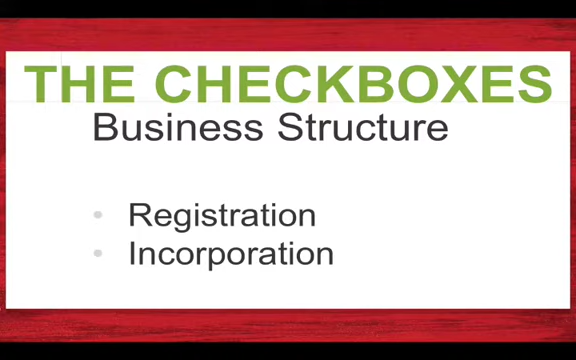 THE CHECKBOXES
Business Structure
• Registration
• Incorporation